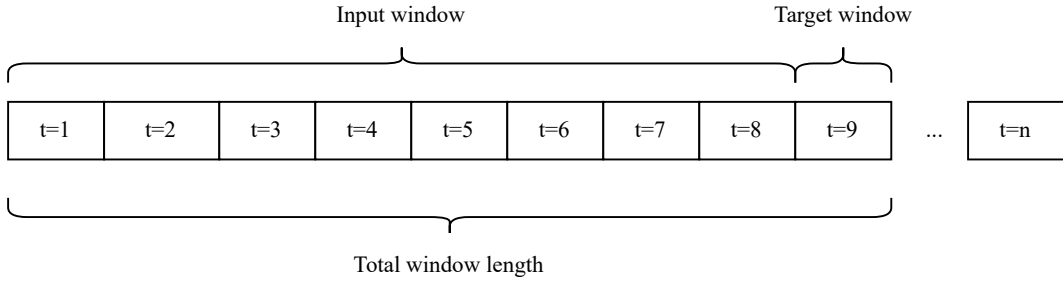 Input window Target window
t=1 t=2 t=3 t=4 t=5 t=6 t=7 t=8 t=9 ... t=n
Total window length